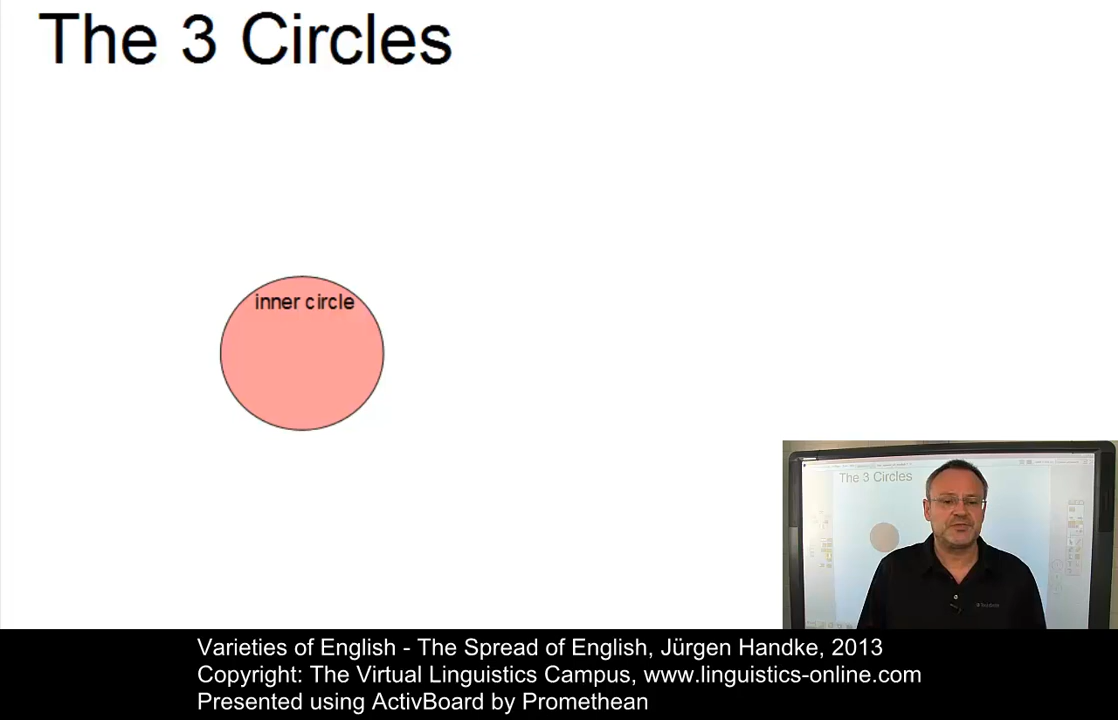 The 3 Circles
inner circle
The 3 Circles
Varieties of English - The Spread of English, Jürgen Handke, 2013
Copyright: The Virtual Linguistics Campus, www.linguistics-online.com
Presented using ActivBoard by Promethean